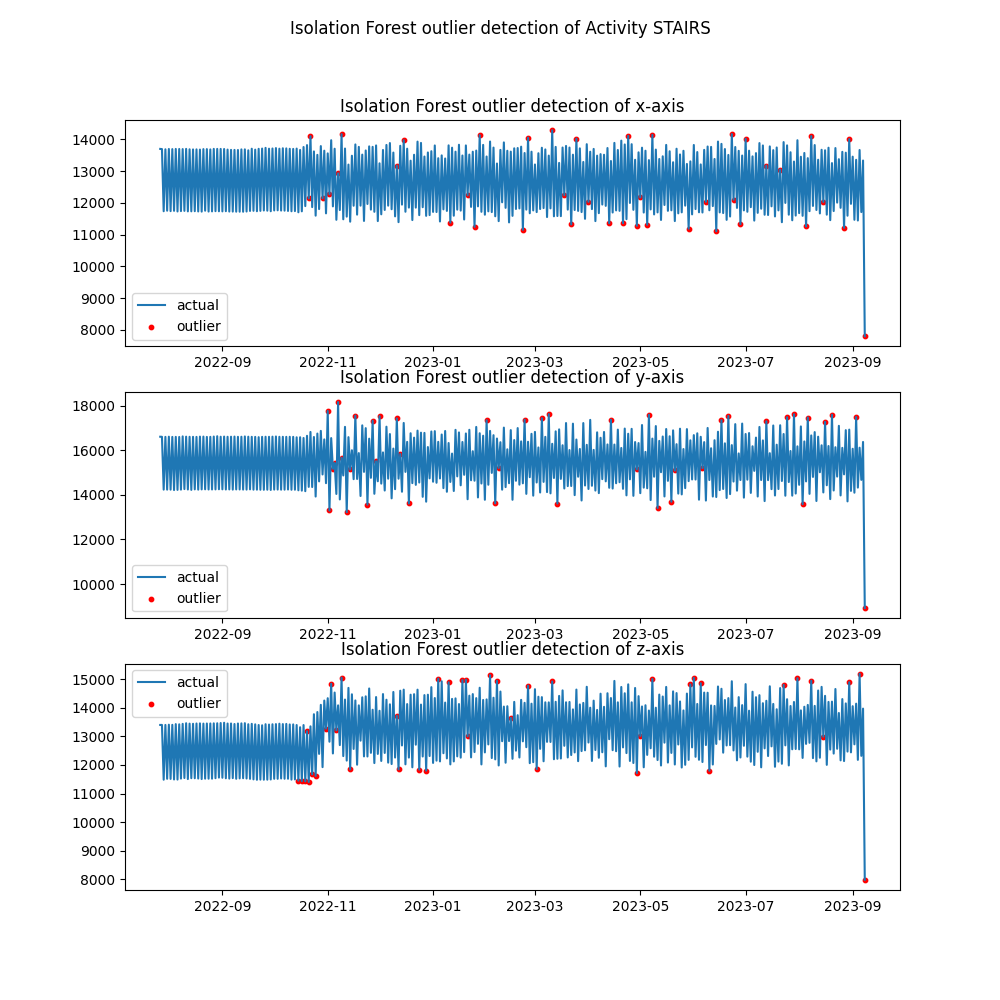 Isolation Forest outlier detection of Activity STAIRS
Isolation Forest outlier detection of x-axis
14000
13000
12000
11000
10000
9000
8000
actual
outlier
2022-09 2022-11 2023-01 2023-03 2023-05 2023-07 2023-09
Isolation Forest outlier detection of y-axis
18000
16000
14000
12000
10000
actual
outlier
2022-09 2022-11 2023-01 2023-03 2023-05 2023-07 2023-09
Isolation Forest outlier detection of z-axis
15000
14000
13000
12000
11000
10000
9000
8000
actual
outlier
2022-09 2022-11 2023-01 2023-03 2023-05 2023-07 2023-09